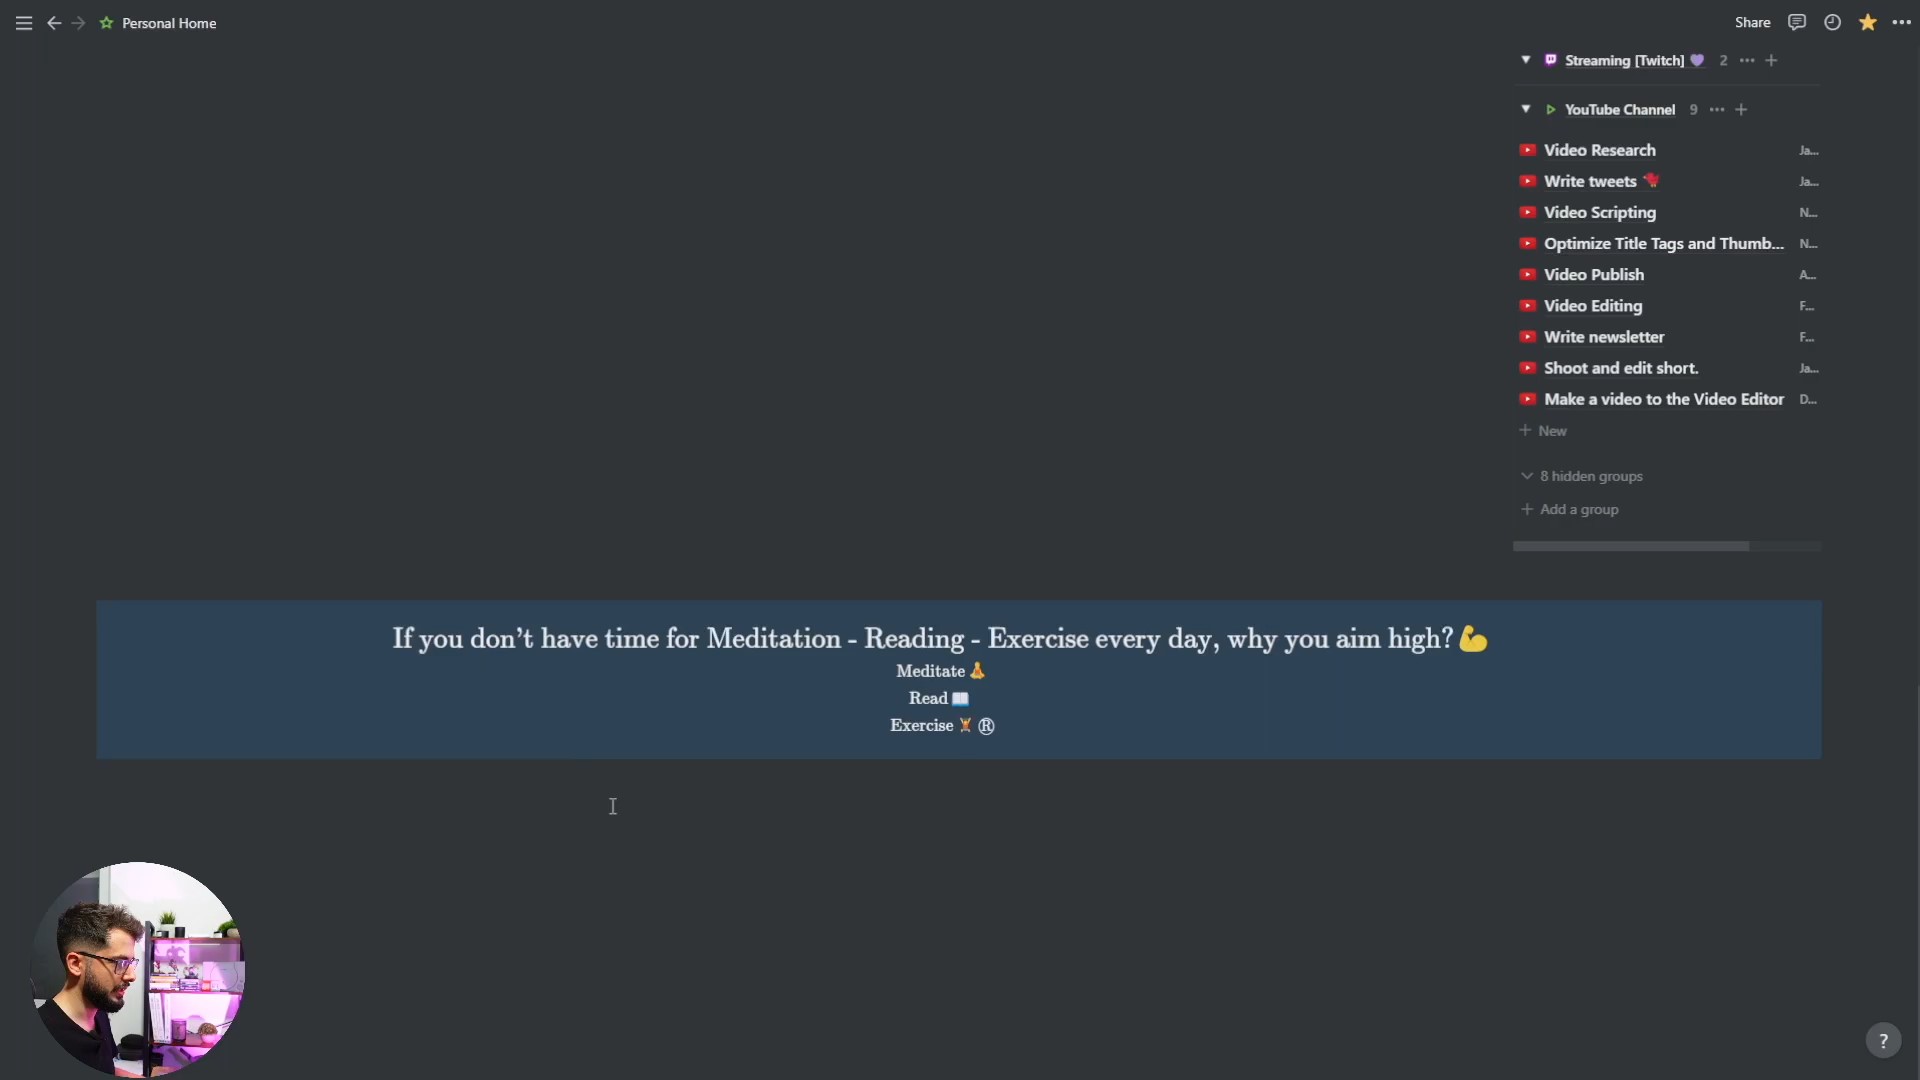 Personal Home
Share
Streaming [Twitch] 💜 2
YouTube Channel 9
Video Research Ja...
Write tweets Ja...
Video Scripting N...
Optimize Title Tags and Thumb... N...
Video Publish A...
Video Editing F...
Write newsletter F...
Shoot and edit short. Ja...
Make a video to the Video Editor D...
+ New
8 hidden groups
+ Add a group
If you don't have time for Meditation - Reading - Exercise every day, why you aim high? 💪
Meditate 🧘
Read 📖
Exercise 🏋 Ⓡ
?